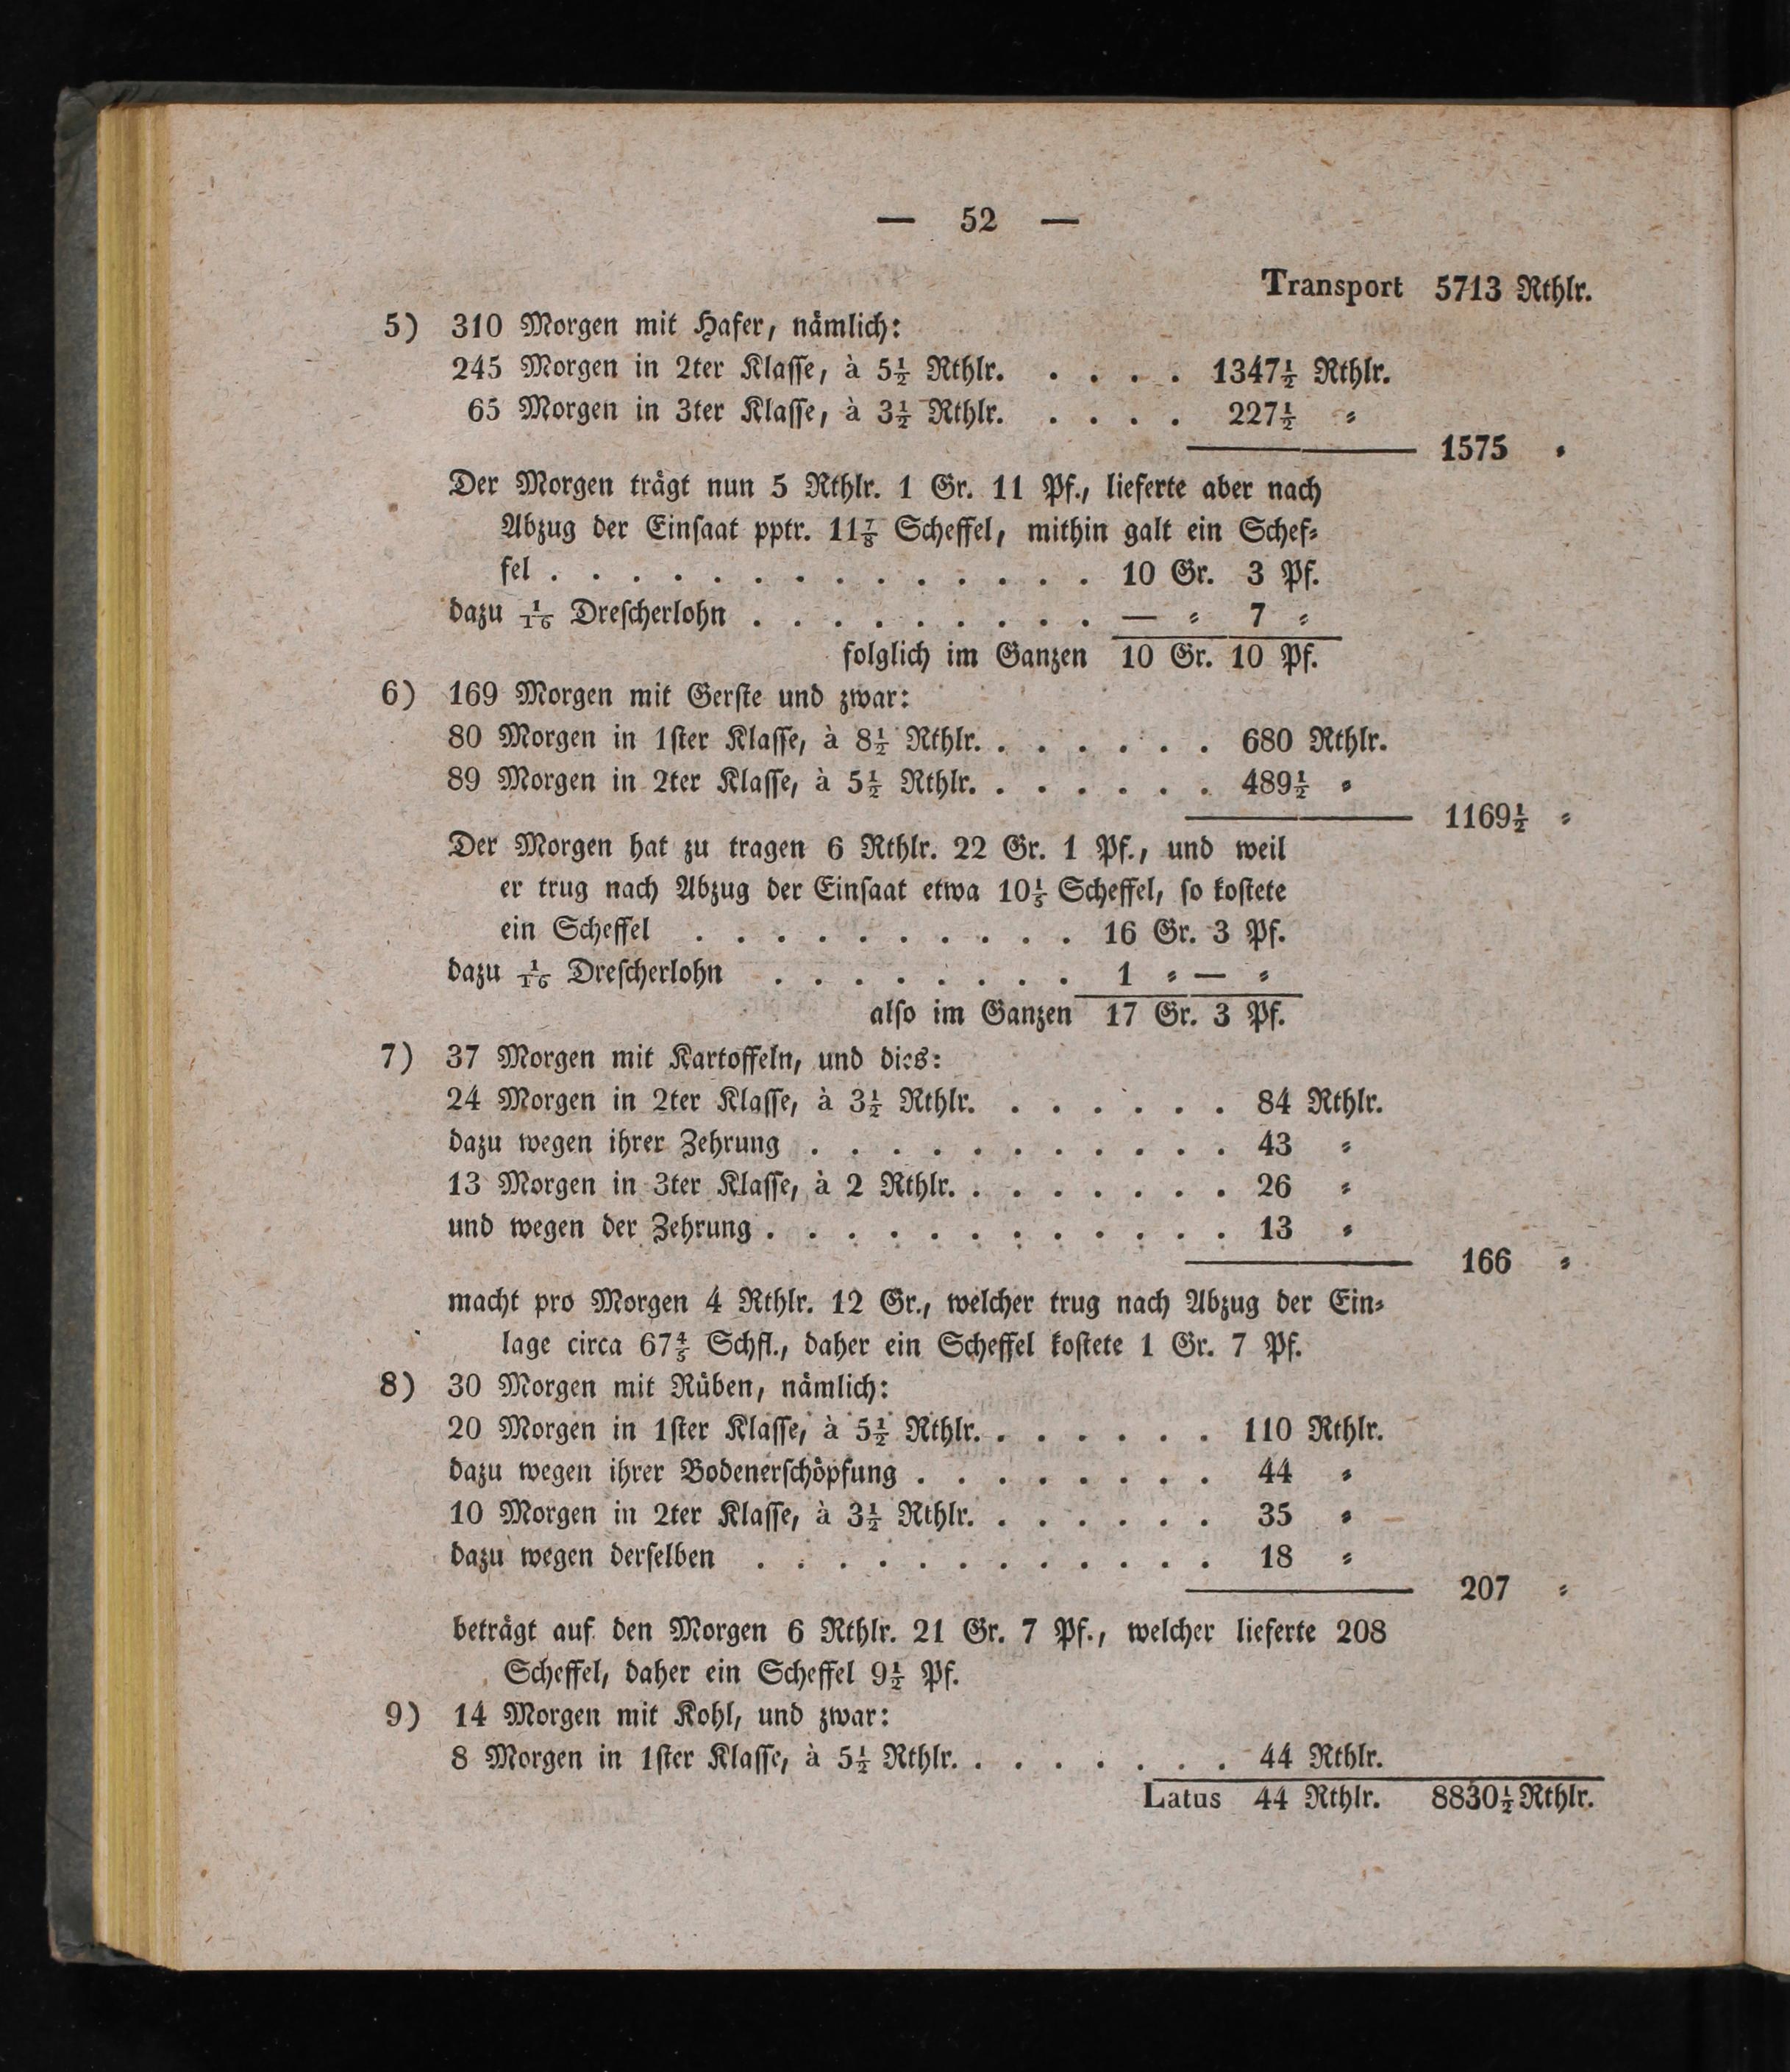 — 52 —
Transport 5713 Rthlr.
5) 310 Morgen mit Hafer, nämlich:
245 Morgen in 2ter Klaſſe, à 5½ Rthlr. . . . . 1347½ Rthlr.
65 Morgen in 3ter Klaſſe, à 3½ Rthlr. . . . . 227½ ⸗
1575 ⸗
Der Morgen trägt nun 5 Rthlr. 1 Gr. 11 Pf., lieferte aber nach
Abzug der Einſaat pptr. 11⅞ Scheffel, mithin galt ein Schef⸗
fel . . . . . . . . . . . . . . 10 Gr. 3 Pf.
dazu 1/16 Dreſcherlohn . . . . . . . . . — ⸗ 7 ⸗
folglich im Ganzen 10 Gr. 10 Pf.
6) 169 Morgen mit Gerſte und zwar:
80 Morgen in 1ſter Klaſſe, à 8½ Rthlr. . . . . . . 680 Rthlr.
89 Morgen in 2ter Klaſſe, à 5½ Rthlr. . . . . . . 489½ ⸗
1169½ ⸗
Der Morgen hat zu tragen 6 Rthlr. 22 Gr. 1 Pf., und weil
er trug nach Abzug der Einſaat etwa 10⅕ Scheffel, ſo koſtete
ein Scheffel . . . . . . . . . . 16 Gr. 3 Pf.
dazu 1/16 Dreſcherlohn . . . . . . . . 1 ⸗ — ⸗
alſo im Ganzen 17 Gr. 3 Pf.
7) 37 Morgen mit Kartoffeln, und dies:
24 Morgen in 2ter Klaſſe, à 3½ Rthlr. . . . . . . 84 Rthlr.
dazu wegen ihrer Zehrung . . . . . . . . . . . 43 ⸗
13 Morgen in 3ter Klaſſe, à 2 Rthlr. . . . . . . . 26 ⸗
und wegen der Zehrung . . . . . . . . . . . . 13 ⸗
166 ⸗
macht pro Morgen 4 Rthlr. 12 Gr., welcher trug nach Abzug der Ein⸗
lage circa 67⅘ Schfl., daher ein Scheffel koſtete 1 Gr. 7 Pf.
8) 30 Morgen mit Rüben, nämlich:
20 Morgen in 1ſter Klaſſe, à 5½ Rthlr. . . . . . . 110 Rthlr.
dazu wegen ihrer Bodenerſchöpfung . . . . . . . . 44 ⸗
10 Morgen in 2ter Klaſſe, à 3½ Rthlr. . . . . . . 35 ⸗
dazu wegen derſelben . . . . . . . . . . . . 18 ⸗
207 ⸗
beträgt auf den Morgen 6 Rthlr. 21 Gr. 7 Pf., welcher lieferte 208
Scheffel, daher ein Scheffel 9½ Pf.
9) 14 Morgen mit Kohl, und zwar:
8 Morgen in 1ſter Klaſſe, à 5½ Rthlr. . . . . . . . 44 Rthlr.
Latus 44 Rthlr. 8830½ Rthlr.